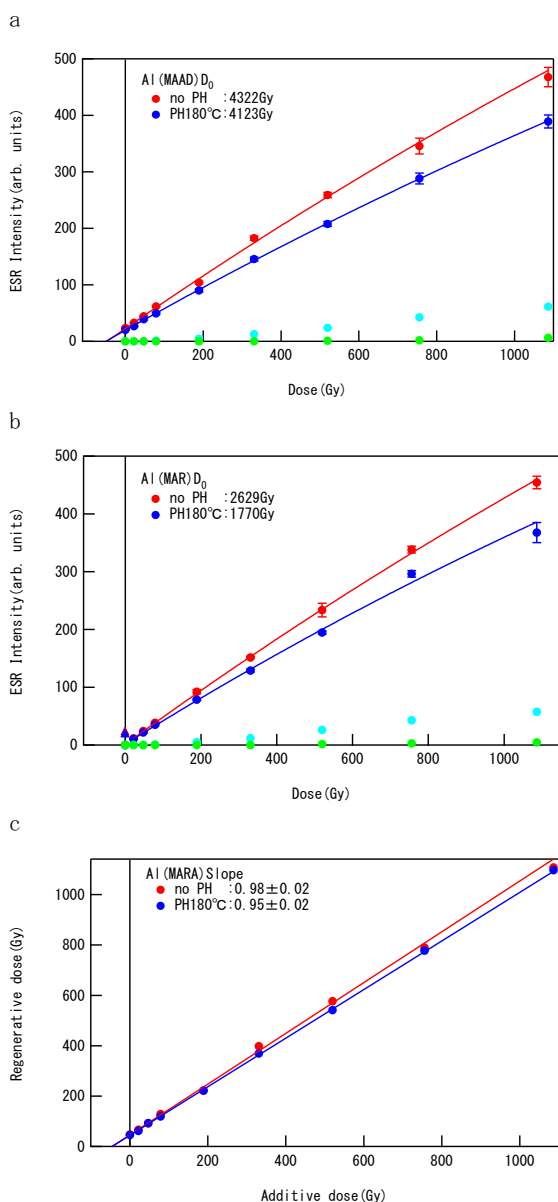 a
500
400
300
200
100
0
ESR Intensity(arb. units)
Al(MAAD)D₀
no PH :4322Gy
PH180℃:4123Gy
0 200 400 600 800 1000
Dose(Gy)
b
500
400
300
200
100
0
ESR Intensity(arb. units)
Al(MAR)D₀
no PH :2629Gy
PH180℃:1770Gy
0 200 400 600 800 1000
Dose(Gy)
c
1000
800
600
400
200
0
Regenerative dose(Gy)
Al(MARA)Slope
no PH :0.98±0.02
PH180℃:0.95±0.02
0 200 400 600 800 1000
Additive dose(Gy)